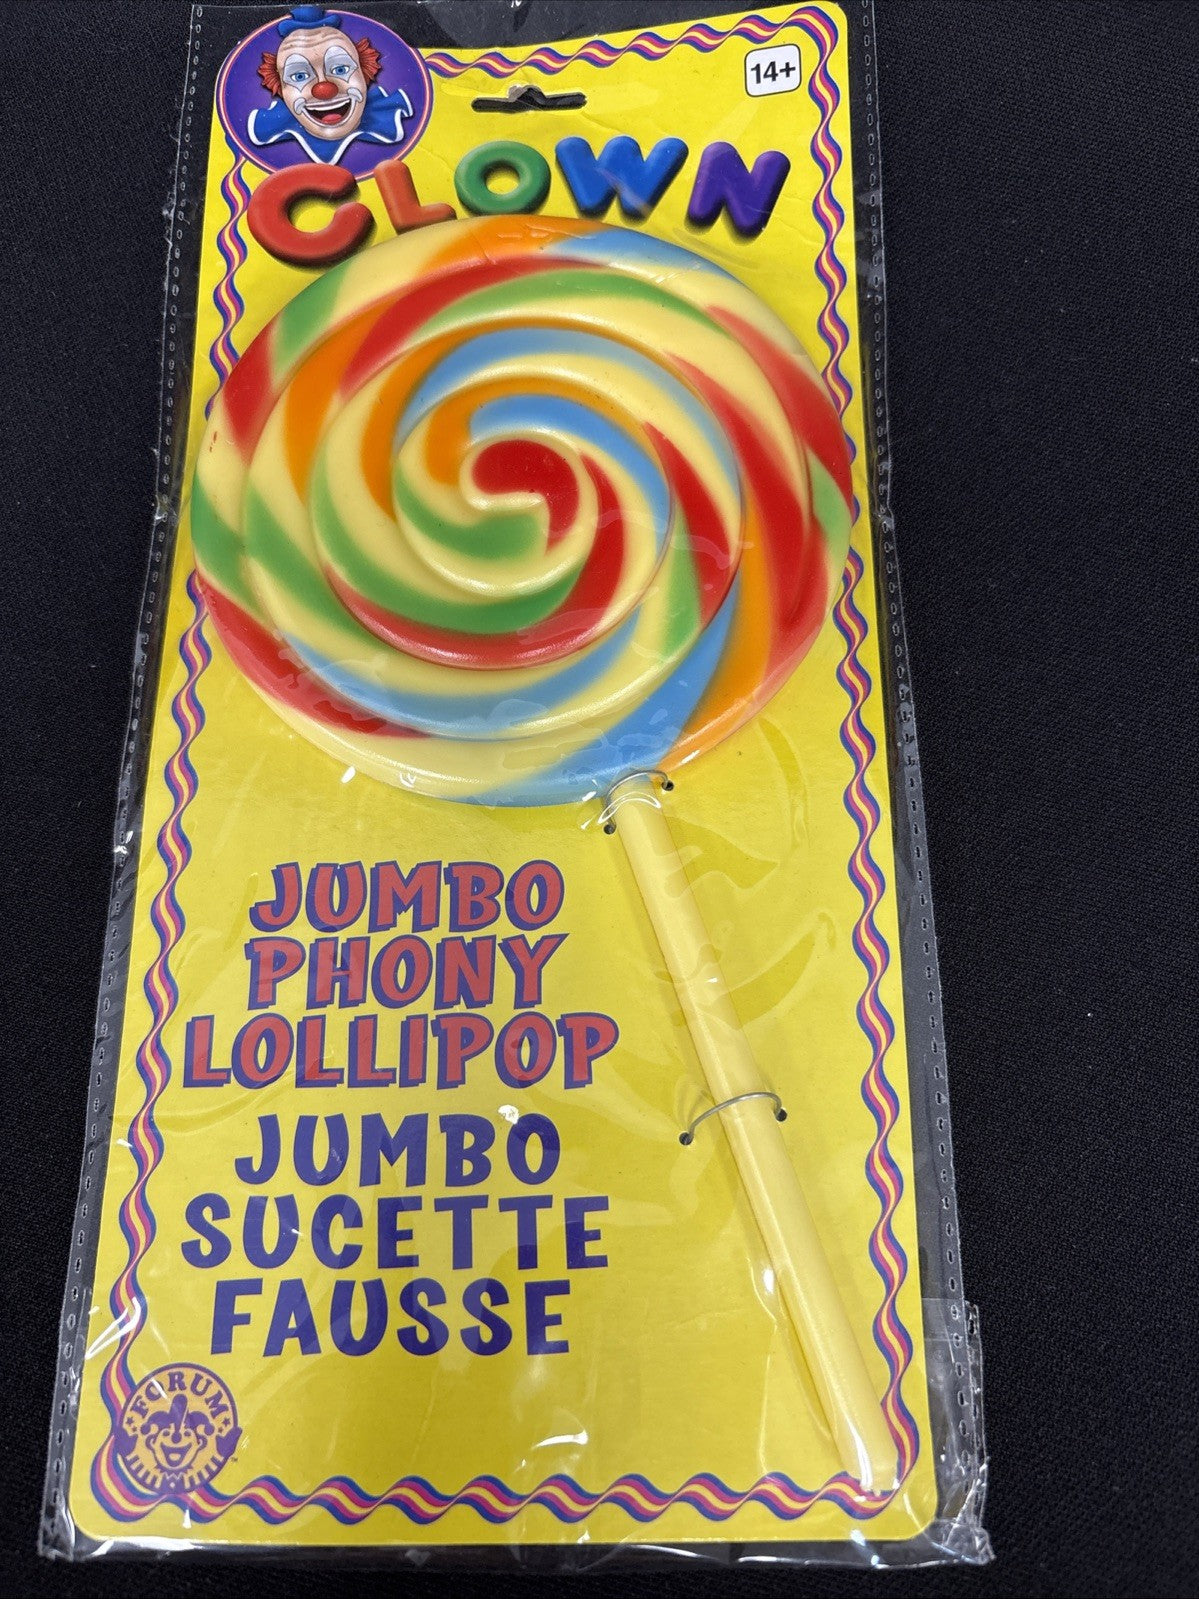 14+
CLOWN
JUMBO
PHONY
LOLLIPOP
JUMBO
SUCETTE
FAUSSE
FORUM